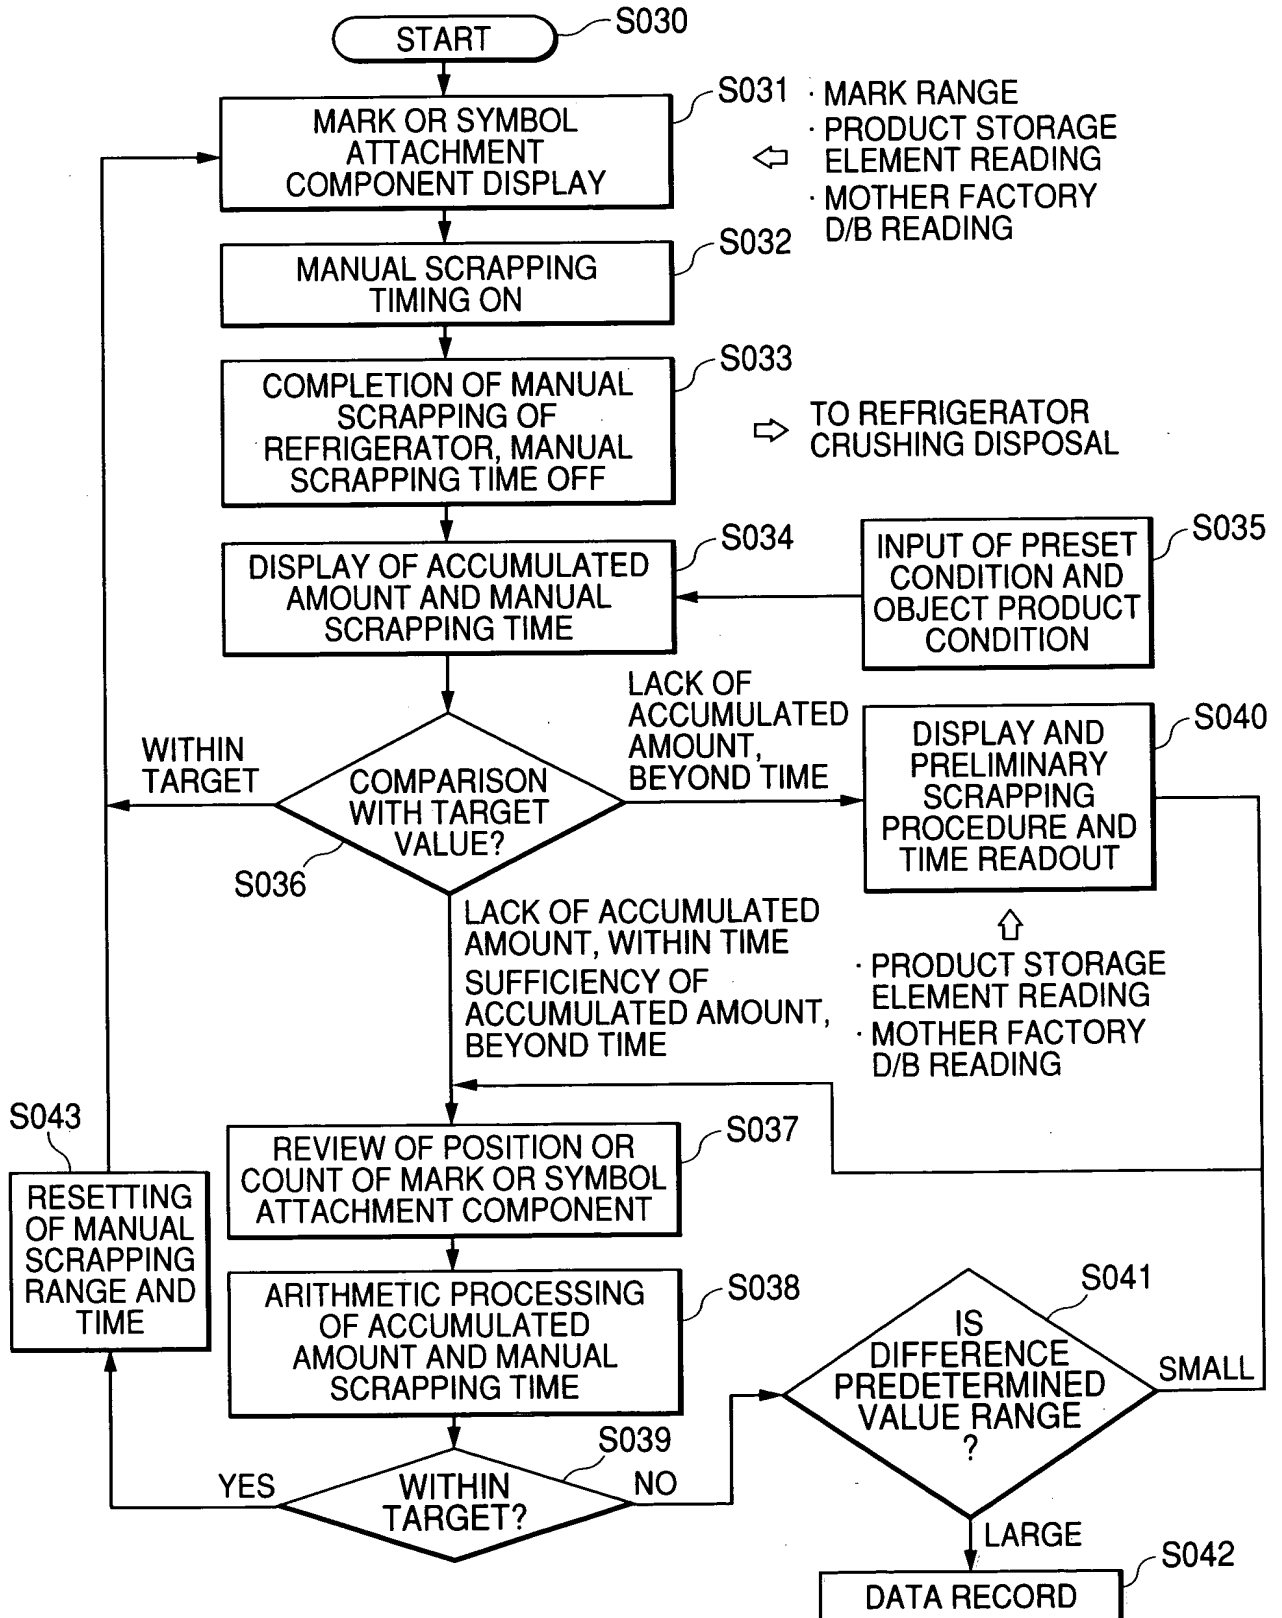 START
S030
MARK OR SYMBOL
ATTACHMENT
COMPONENT DISPLAY
S031
· MARK RANGE
· PRODUCT STORAGE
ELEMENT READING
· MOTHER FACTORY
D/B READING
MANUAL SCRAPPING
TIMING ON
S032
COMPLETION OF MANUAL
SCRAPPING OF
REFRIGERATOR, MANUAL
SCRAPPING TIME OFF
S033
TO REFRIGERATOR
CRUSHING DISPOSAL
DISPLAY OF ACCUMULATED
AMOUNT AND MANUAL
SCRAPPING TIME
S034
INPUT OF PRESET
CONDITION AND
OBJECT PRODUCT
CONDITION
S035
WITHIN
TARGET
COMPARISON
WITH TARGET
VALUE?
S036
LACK OF
ACCUMULATED
AMOUNT,
BEYOND TIME
DISPLAY AND
PRELIMINARY
SCRAPPING
PROCEDURE AND
TIME READOUT
S040
LACK OF ACCUMULATED
AMOUNT, WITHIN TIME
SUFFICIENCY OF
ACCUMULATED AMOUNT,
BEYOND TIME
· PRODUCT STORAGE
ELEMENT READING
· MOTHER FACTORY
D/B READING
S043
RESETTING
OF MANUAL
SCRAPPING
RANGE AND
TIME
REVIEW OF POSITION OR
COUNT OF MARK OR SYMBOL
ATTACHMENT COMPONENT
S037
ARITHMETIC PROCESSING
OF ACCUMULATED
AMOUNT AND MANUAL
SCRAPPING TIME
S038
YES
WITHIN
TARGET?
S039
NO
IS
DIFFERENCE
PREDETERMINED
VALUE RANGE
?
S041
SMALL
LARGE
DATA RECORD
S042